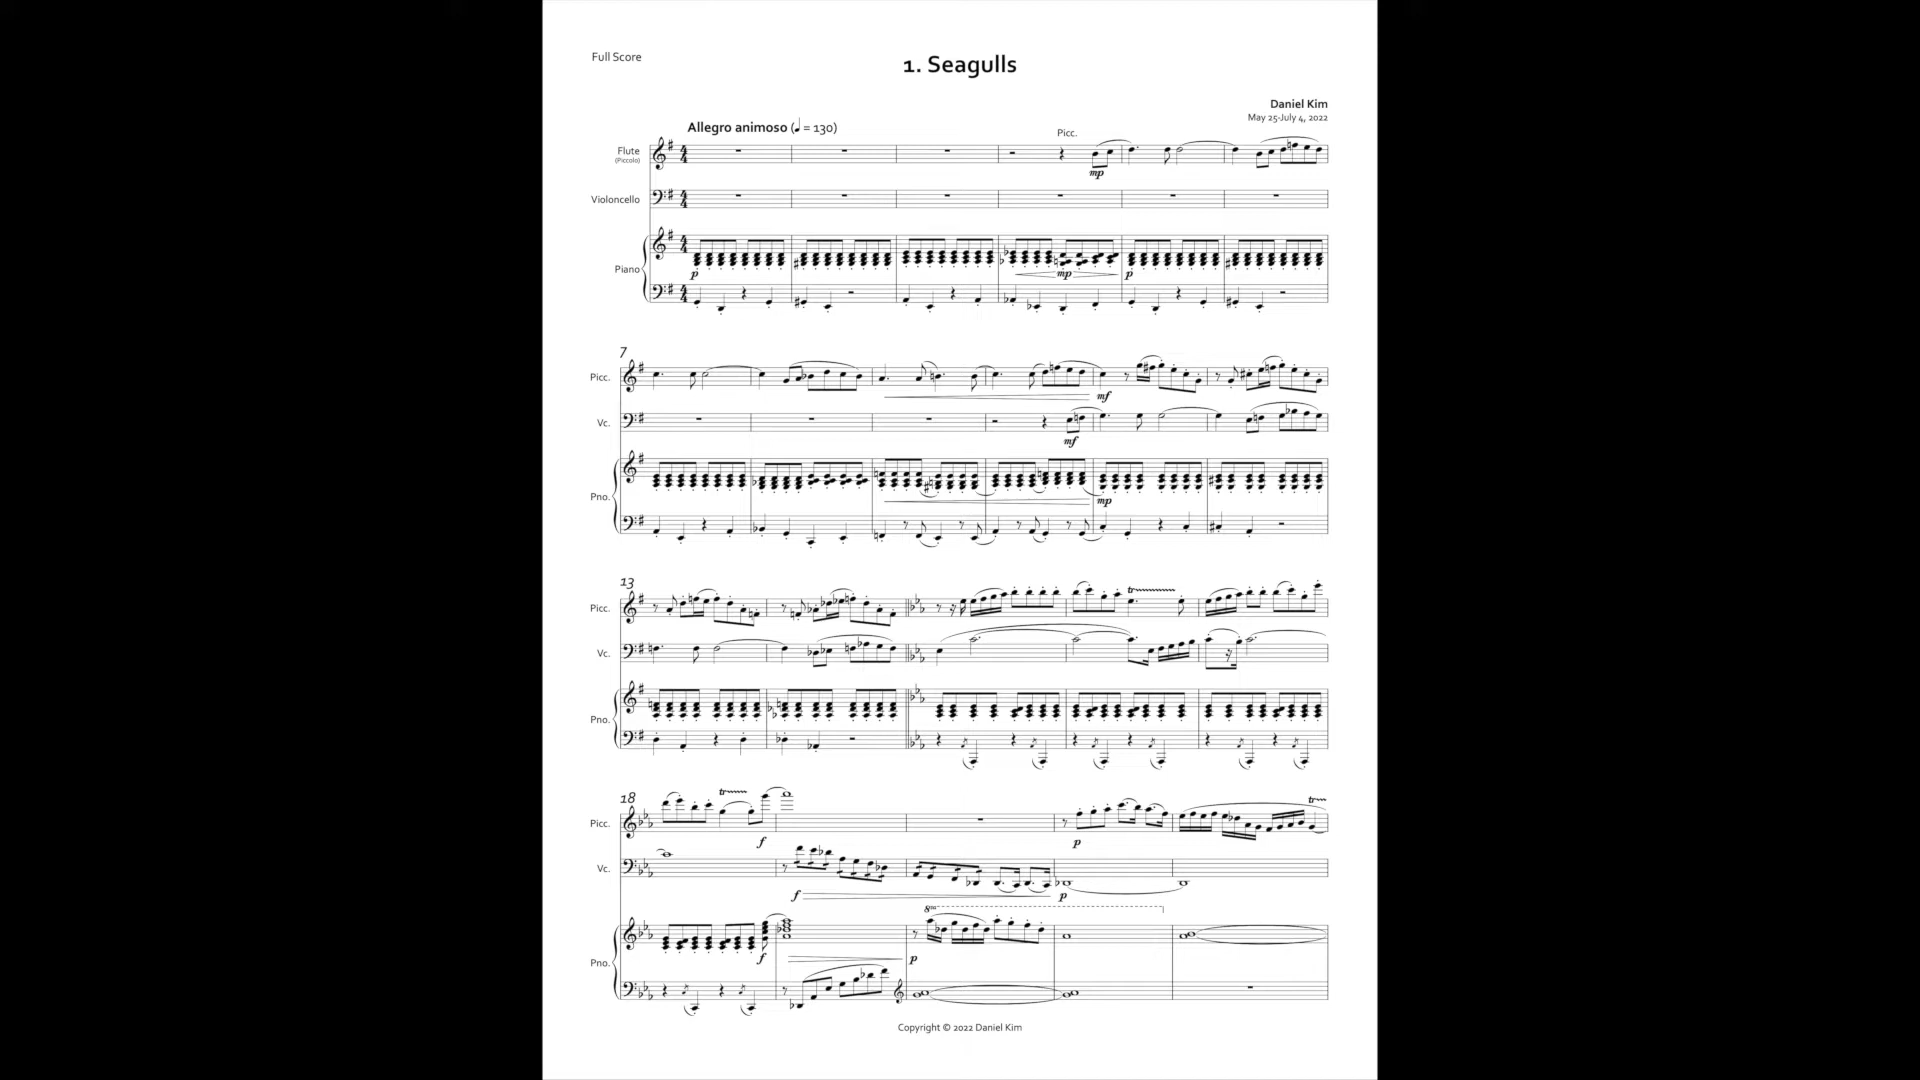 Full Score
1. Seagulls
Daniel Kim
May 25-July 4, 2022
Allegro animoso (♩ = 130)
Picc.
Flute
(Piccolo)
mp
Violoncello
Piano
p
mp
p
7
Picc.
mf
Vc.
mf
Pno.
mp
13
Picc.
tr
Vc.
Pno.
18
Picc.
tr
tr
f
p
Vc.
f
p
8va
Pno.
f
p
Copyright © 2022 Daniel Kim